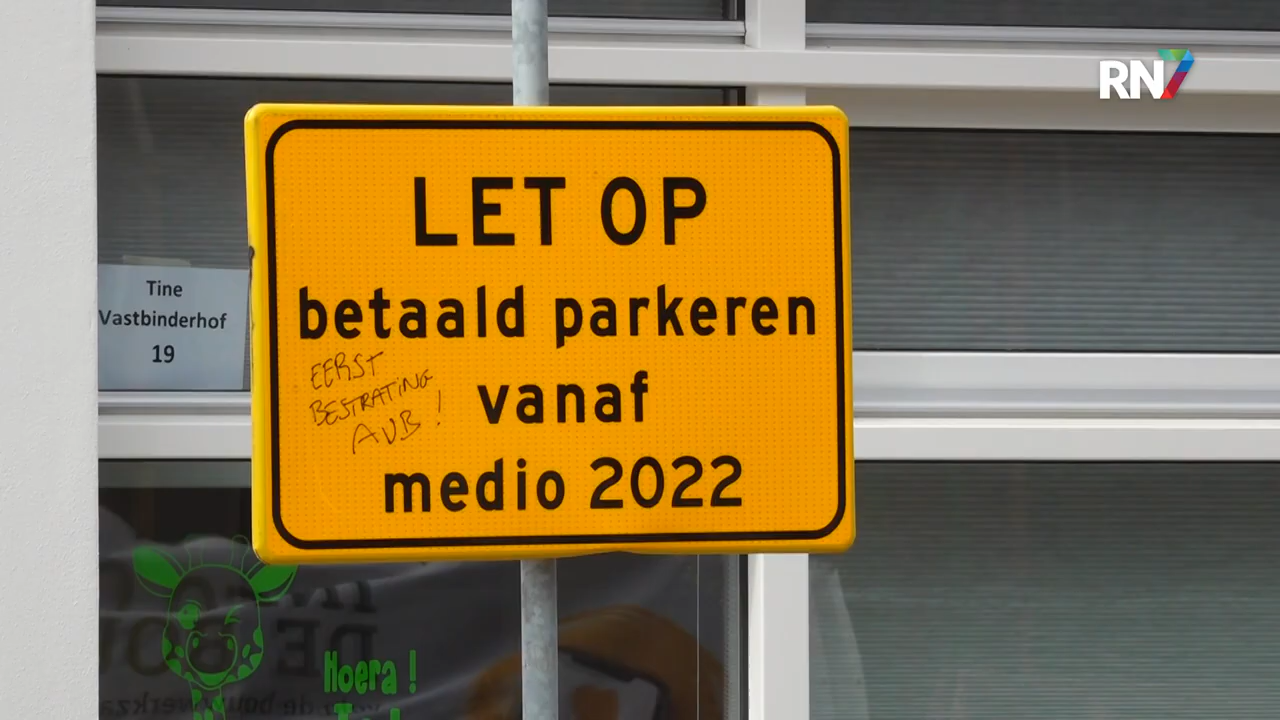 RN7
LET OP
betaald parkeren
vanaf
medio 2022
EERST
BESTRATING
AUB!
Tine
Vastbinderhof
19
Hoera!